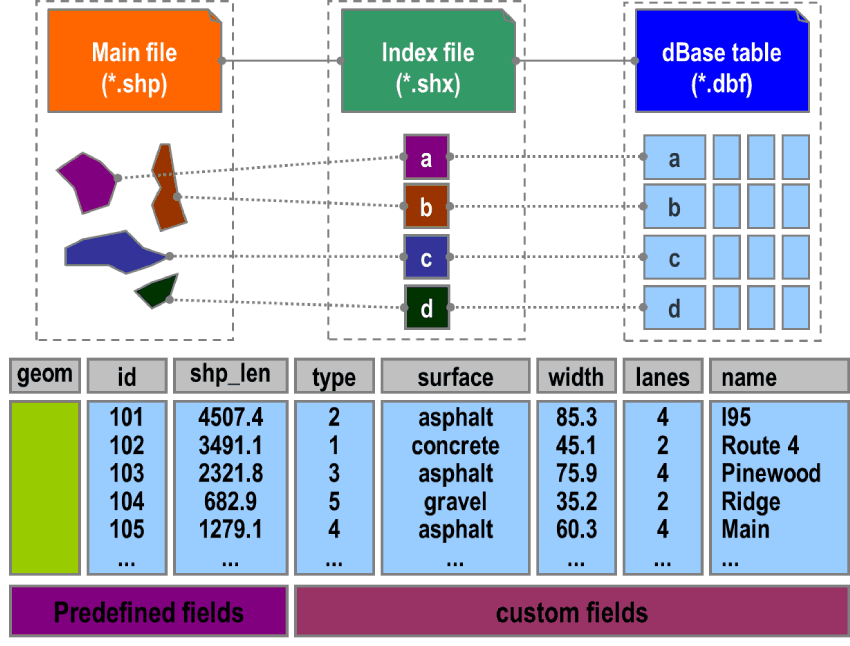 Main file
(*.shp)
Index file
(*.shx)
dBase table
(*.dbf)
a
a
b
b
c
c
d
d
geom id shp_len type surface width lanes name
101 4507.4 2 asphalt 85.3 4 I95
102 3491.1 1 concrete 45.1 2 Route 4
103 2321.8 3 asphalt 75.9 4 Pinewood
104 682.9 5 gravel 35.2 2 Ridge
105 1279.1 4 asphalt 60.3 4 Main
... ... ... ... ... ... ...
Predefined fields
custom fields